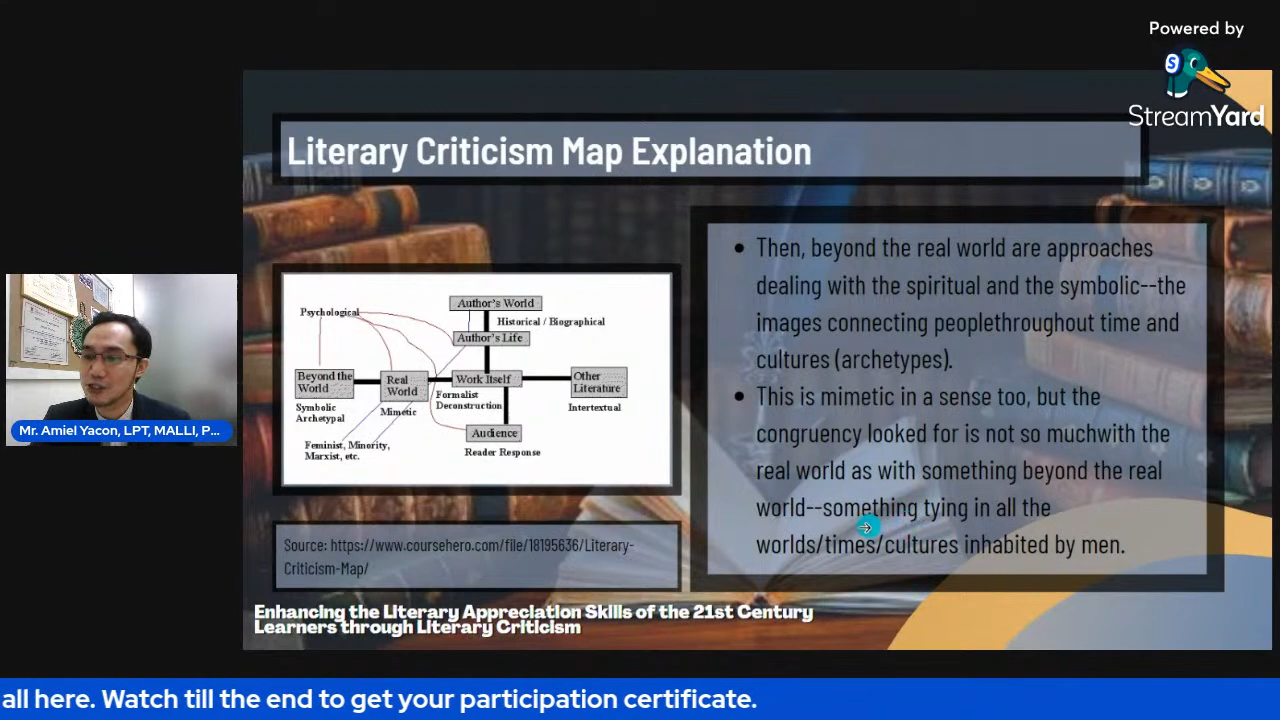 Powered by
StreamYard
Literary Criticism Map Explanation
Psychological
Author's World
Historical / Biographical
Author's Life
Beyond the
World
Real
World
Work Itself
Other
Literature
Symbolic
Archetypal
Mimetic
Formalist
Deconstruction
Intertextual
Feminist, Minority,
Marxist, etc.
Audience
Reader Response
Then, beyond the real world are approaches
dealing with the spiritual and the symbolic--the
images connecting peoplethroughout time and
cultures (archetypes).
This is mimetic in a sense too, but the
congruency looked for is not so muchwith the
real world as with something beyond the real
world--something tying in all the
worlds/times/cultures inhabited by men.
Source: https://www.coursehero.com/file/18195636/Literary-
Criticism-Map/
Enhancing the Literary Appreciation Skills of the 21st Century
Learners through Literary Criticism
Mr. Amiel Yacon, LPT, MALLI, P...
all here. Watch till the end to get your participation certificate.